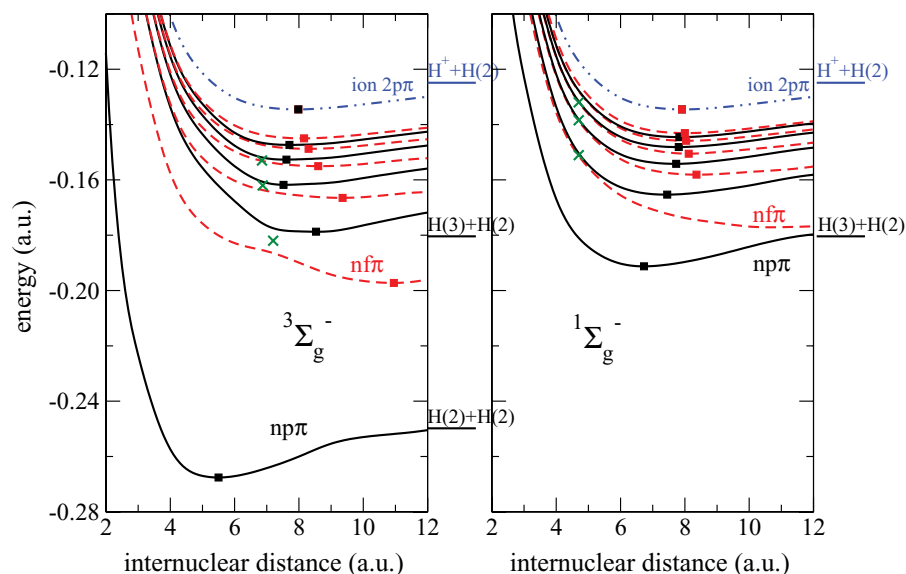 -0.12
-0.16
-0.20
-0.24
-0.28
energy (a.u.)
2
4
6
8
10
12
internuclear distance (a.u.)
ion 2pπ
nfπ
³Σg⁻
npπ
H⁺+H(2)
H(3)+H(2)
H(2)+H(2)
2
4
6
8
10
12
internuclear distance (a.u.)
ion 2pπ
nfπ
npπ
¹Σg⁻
H⁺+H(2)
H(3)+H(2)